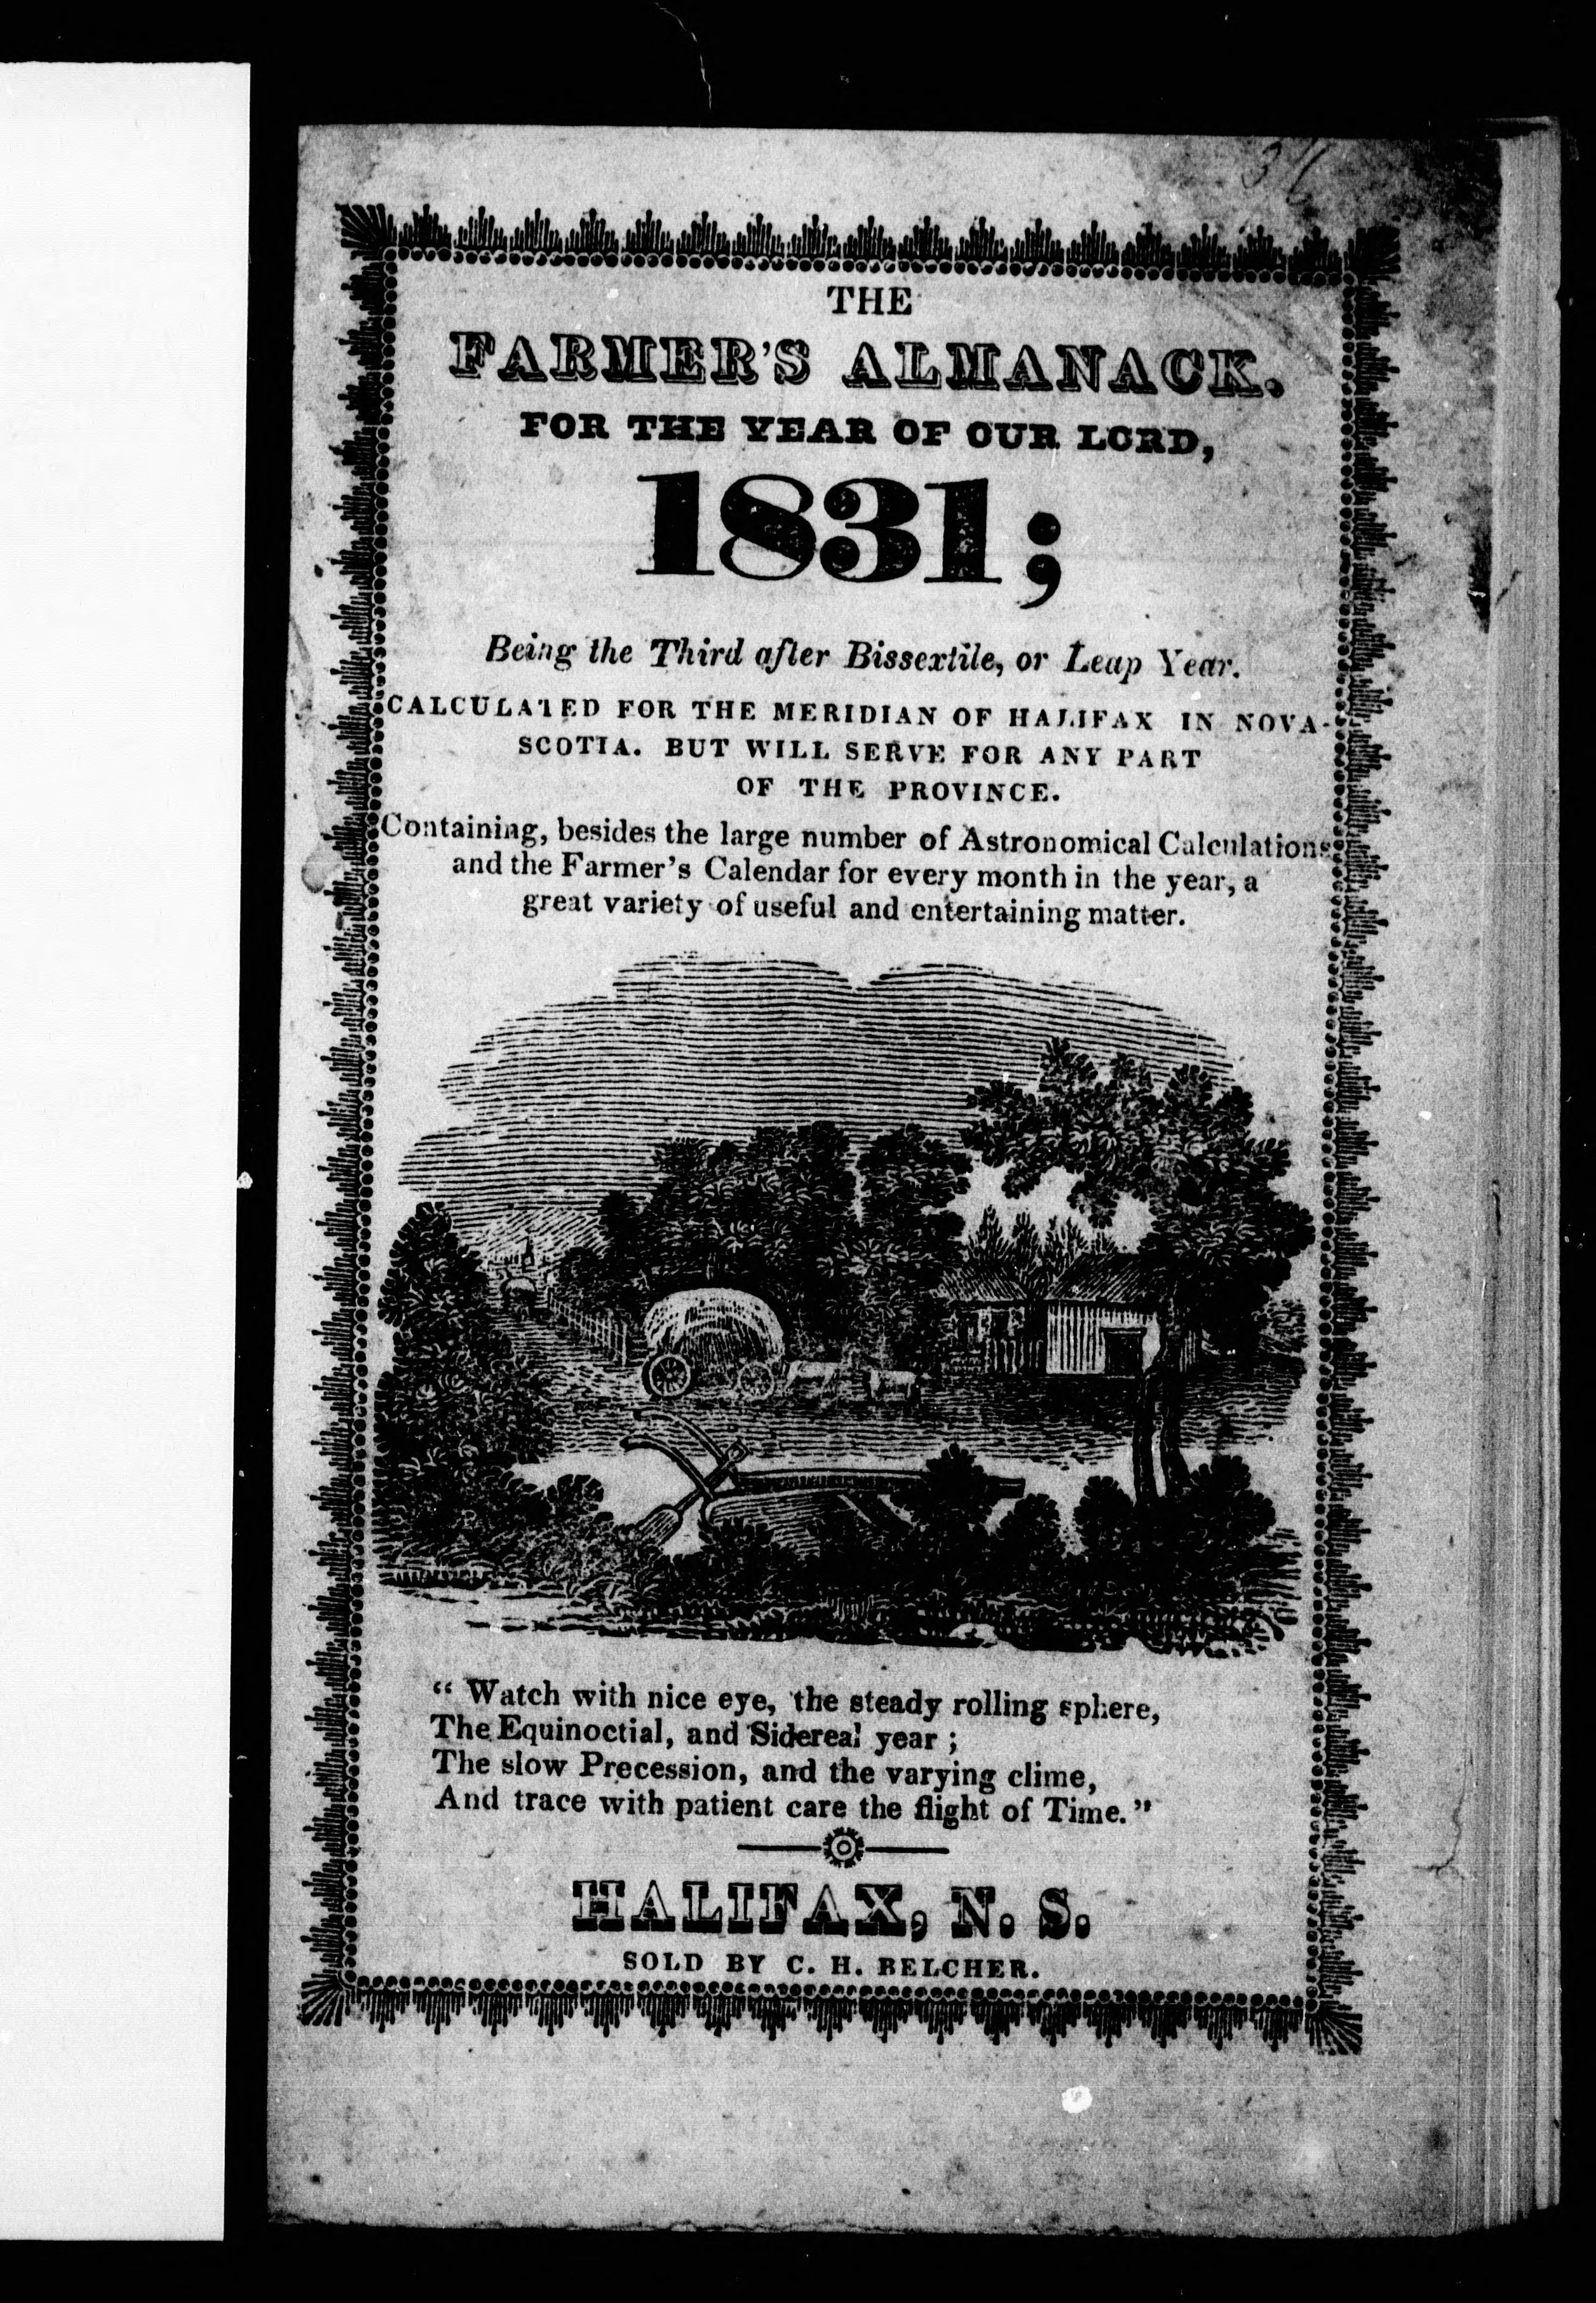 31
THE
FARMER'S ALMANACK,
FOR THE YEAR OF OUR LORD,
1831;
Being the Third after Bissextile, or Leap Year.
CALCULATED FOR THE MERIDIAN OF HALIFAX IN NOVA-
SCOTIA. BUT WILL SERVE FOR ANY PART
OF THE PROVINCE.
Containing, besides the large number of Astronomical Calculations
and the Farmer's Calendar for every month in the year, a
great variety of useful and entertaining matter.
“ Watch with nice eye, the steady rolling sphere,
The Equinoctial, and Sidereal year ;
The slow Precession, and the varying clime,
And trace with patient care the flight of Time.”
HALIFAX, N. S.
SOLD BY C. H. BELCHER.